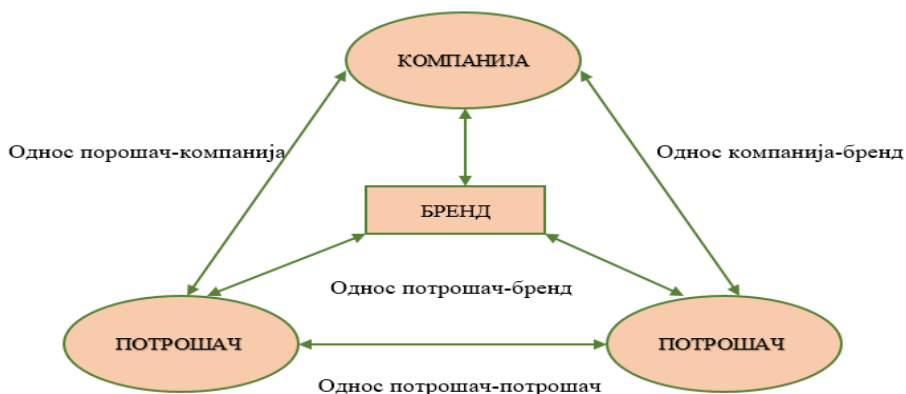 КОМПАНИЈА
Однос порошач-компанија
Однос компанија-бренд
БРЕНД
Однос потрошач-бренд
ПОТРОШАЧ
ПОТРОШАЧ
Однос потрошач-потрошач